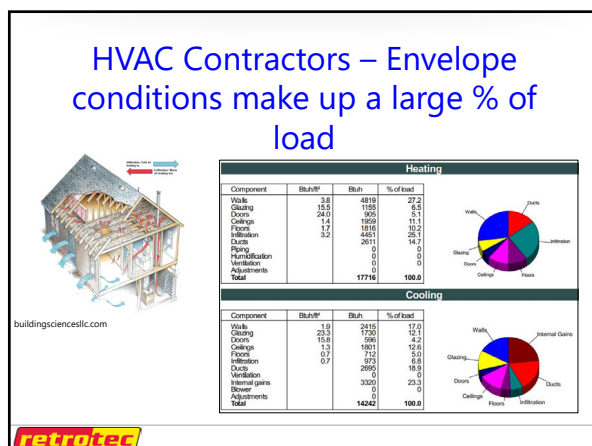 HVAC Contractors – Envelope
conditions make up a large % of
load
buildingsciencesllc.com
Heating
Component Btuh/ft² Btuh % of load
Walls 3.8 4819 27.2
Glazing 15.5 1155 6.5
Doors 24.0 905 5.1
Ceilings 1.4 1959 11.1
Floors 1.7 1816 10.2
Infiltration 3.2 4451 25.1
Ducts 2611 14.7
Piping 0 0
Humidification 0 0
Ventilation 0 0
Adjustments 0
Total 17716 100.0
Walls
Ducts
Infiltration
Glazing
Doors
Ceilings
Floors
Cooling
Component Btuh/ft² Btuh % of load
Walls 1.9 2415 17.0
Glazing 23.3 1730 12.1
Doors 15.8 596 4.2
Ceilings 1.3 1801 12.6
Floors 0.7 712 5.0
Infiltration 0.7 973 6.8
Ducts 2695 18.9
Ventilation 0 0
Internal gains 3320 23.3
Blower 0 0
Adjustments 0
Total 14242 100.0
Walls
Internal Gains
Glazing
Doors
Ducts
Ceilings
Floors
Infiltration
retrotec